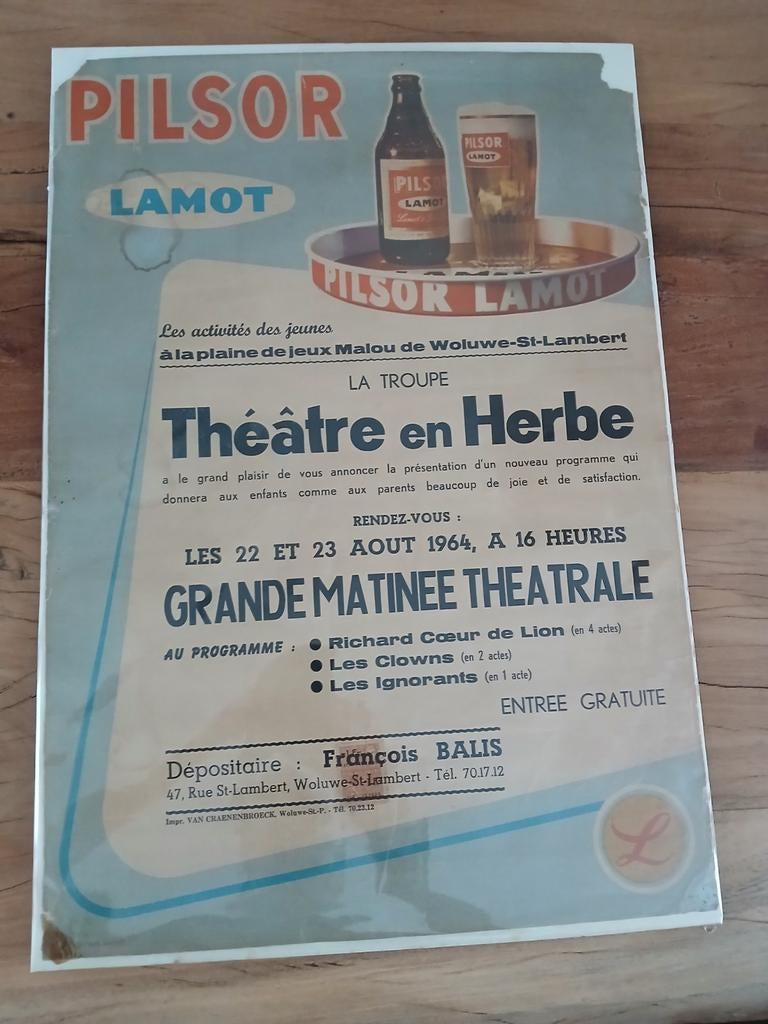 PILSOR
LAMOT
PILSOR
LAMOT
PILSOR
LAMOT
PILSOR LAMOT
Les activités des jeunes
à la plaine de jeux Malou de Woluwe-St-Lambert
LA TROUPE
Théâtre en Herbe
a le grand plaisir de vous annoncer la présentation d'un nouveau programme qui
donnera aux enfants comme aux parents beaucoup de joie et de satisfaction.
RENDEZ-VOUS :
LES 22 ET 23 AOUT 1964, A 16 HEURES
GRANDE MATINEE THEATRALE
AU PROGRAMME : ● Richard Cœur de Lion (en 4 actes)
● Les Clowns (en 2 actes)
● Les Ignorants (en 1 acte)
ENTREE GRATUITE
Dépositaire : François BALIS
47, Rue St-Lambert, Woluwe-St-Lambert - Tél. 70.17.12
Impr. VAN CRAENENBROECK, Woluwe-St-P. - Tél. 70.23.12
L